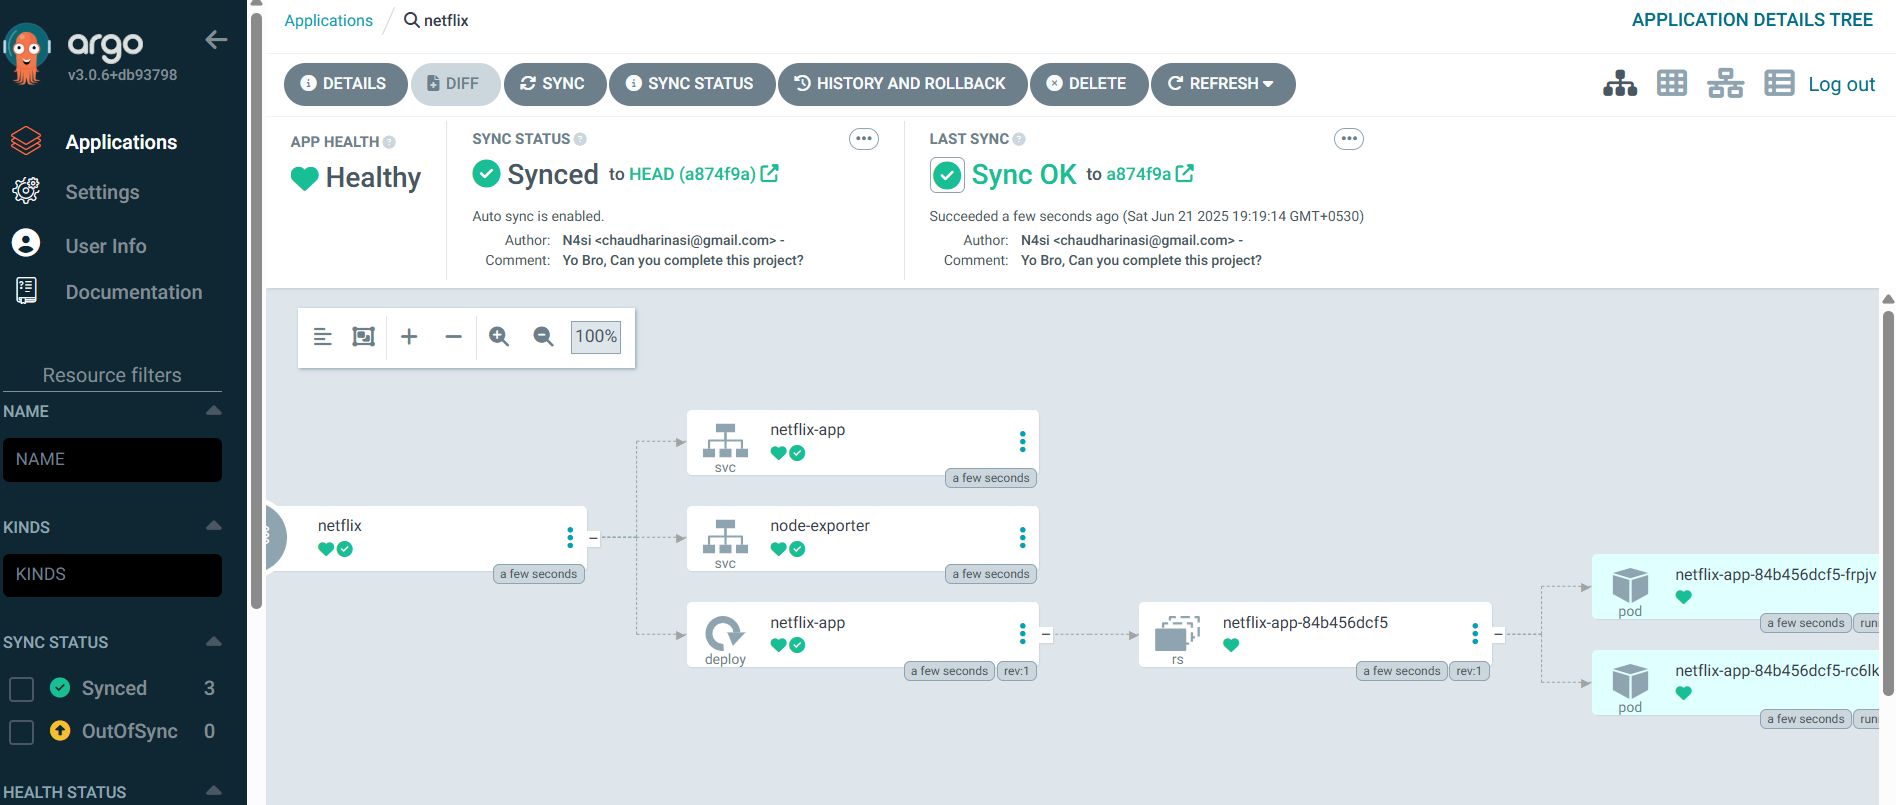 argo
v3.0.6+db93798
Applications
Settings
User Info
Documentation
Resource filters
NAME
NAME
KINDS
KINDS
SYNC STATUS
Synced 3
OutOfSync 0
HEALTH STATUS
Applications / netflix
APPLICATION DETAILS TREE
DETAILS DIFF SYNC SYNC STATUS HISTORY AND ROLLBACK DELETE REFRESH
Log out
APP HEALTH
Healthy
SYNC STATUS
Synced to HEAD (a874f9a)
Auto sync is enabled.
Author: N4si <chaudharinasi@gmail.com> -
Comment: Yo Bro, Can you complete this project?
LAST SYNC
Sync OK to a874f9a
Succeeded a few seconds ago (Sat Jun 21 2025 19:19:14 GMT+0530)
Author: N4si <chaudharinasi@gmail.com> -
Comment: Yo Bro, Can you complete this project?
100%
netflix
a few seconds
netflix-app
svc
a few seconds
node-exporter
svc
a few seconds
netflix-app
deploy
a few seconds rev:1
netflix-app-84b456dcf5
rs
a few seconds rev:1
netflix-app-84b456dcf5-frpjv
pod
a few seconds runn
netflix-app-84b456dcf5-rc6lk
pod
a few seconds runn